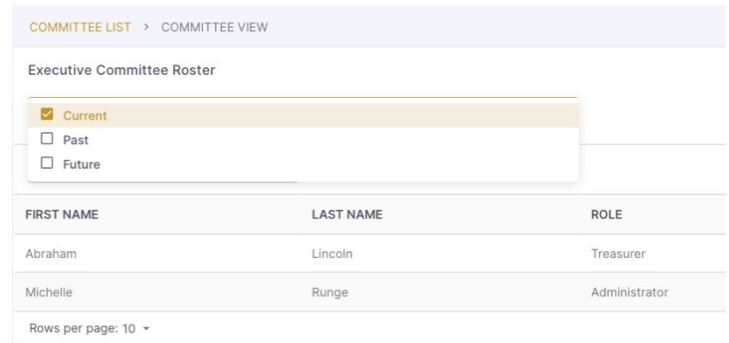 COMMITTEE LIST > COMMITTEE VIEW
Executive Committee Roster
Current
Past
Future
FIRST NAME LAST NAME ROLE
Abraham Lincoln Treasurer
Michelle Runge Administrator
Rows per page: 10